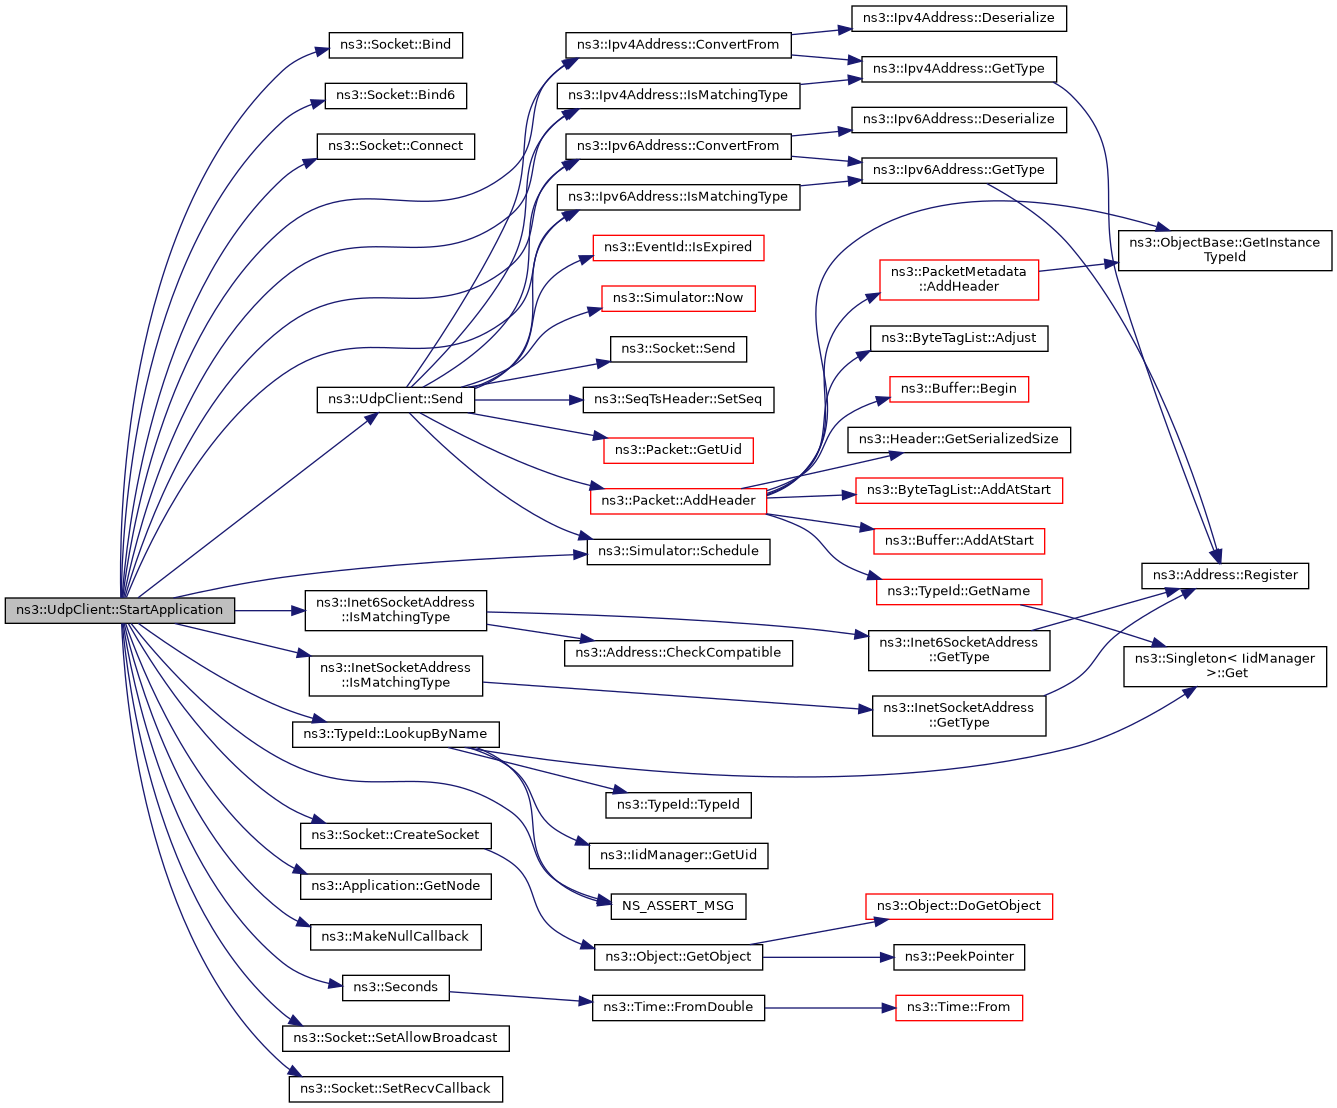 ns3::UdpClient::StartApplication
ns3::Socket::Bind
ns3::Socket::Bind6
ns3::Socket::Connect
ns3::UdpClient::Send
ns3::Inet6SocketAddress
::IsMatchingType
ns3::InetSocketAddress
::IsMatchingType
ns3::TypeId::LookupByName
ns3::Socket::CreateSocket
ns3::Application::GetNode
ns3::MakeNullCallback
ns3::Seconds
ns3::Socket::SetAllowBroadcast
ns3::Socket::SetRecvCallback
ns3::Ipv4Address::ConvertFrom
ns3::Ipv4Address::IsMatchingType
ns3::Ipv6Address::ConvertFrom
ns3::Ipv6Address::IsMatchingType
ns3::EventId::IsExpired
ns3::Simulator::Now
ns3::Socket::Send
ns3::SeqTsHeader::SetSeq
ns3::Packet::GetUid
ns3::Packet::AddHeader
ns3::Simulator::Schedule
ns3::Address::CheckCompatible
ns3::TypeId::TypeId
ns3::IidManager::GetUid
NS_ASSERT_MSG
ns3::Object::GetObject
ns3::Time::FromDouble
ns3::Ipv4Address::Deserialize
ns3::Ipv4Address::GetType
ns3::Ipv6Address::Deserialize
ns3::Ipv6Address::GetType
ns3::PacketMetadata
::AddHeader
ns3::ByteTagList::Adjust
ns3::Buffer::Begin
ns3::Header::GetSerializedSize
ns3::ByteTagList::AddAtStart
ns3::Buffer::AddAtStart
ns3::TypeId::GetName
ns3::Inet6SocketAddress
::GetType
ns3::InetSocketAddress
::GetType
ns3::Object::DoGetObject
ns3::PeekPointer
ns3::Time::From
ns3::ObjectBase::GetInstance
TypeId
ns3::Address::Register
ns3::Singleton< IidManager
>::Get